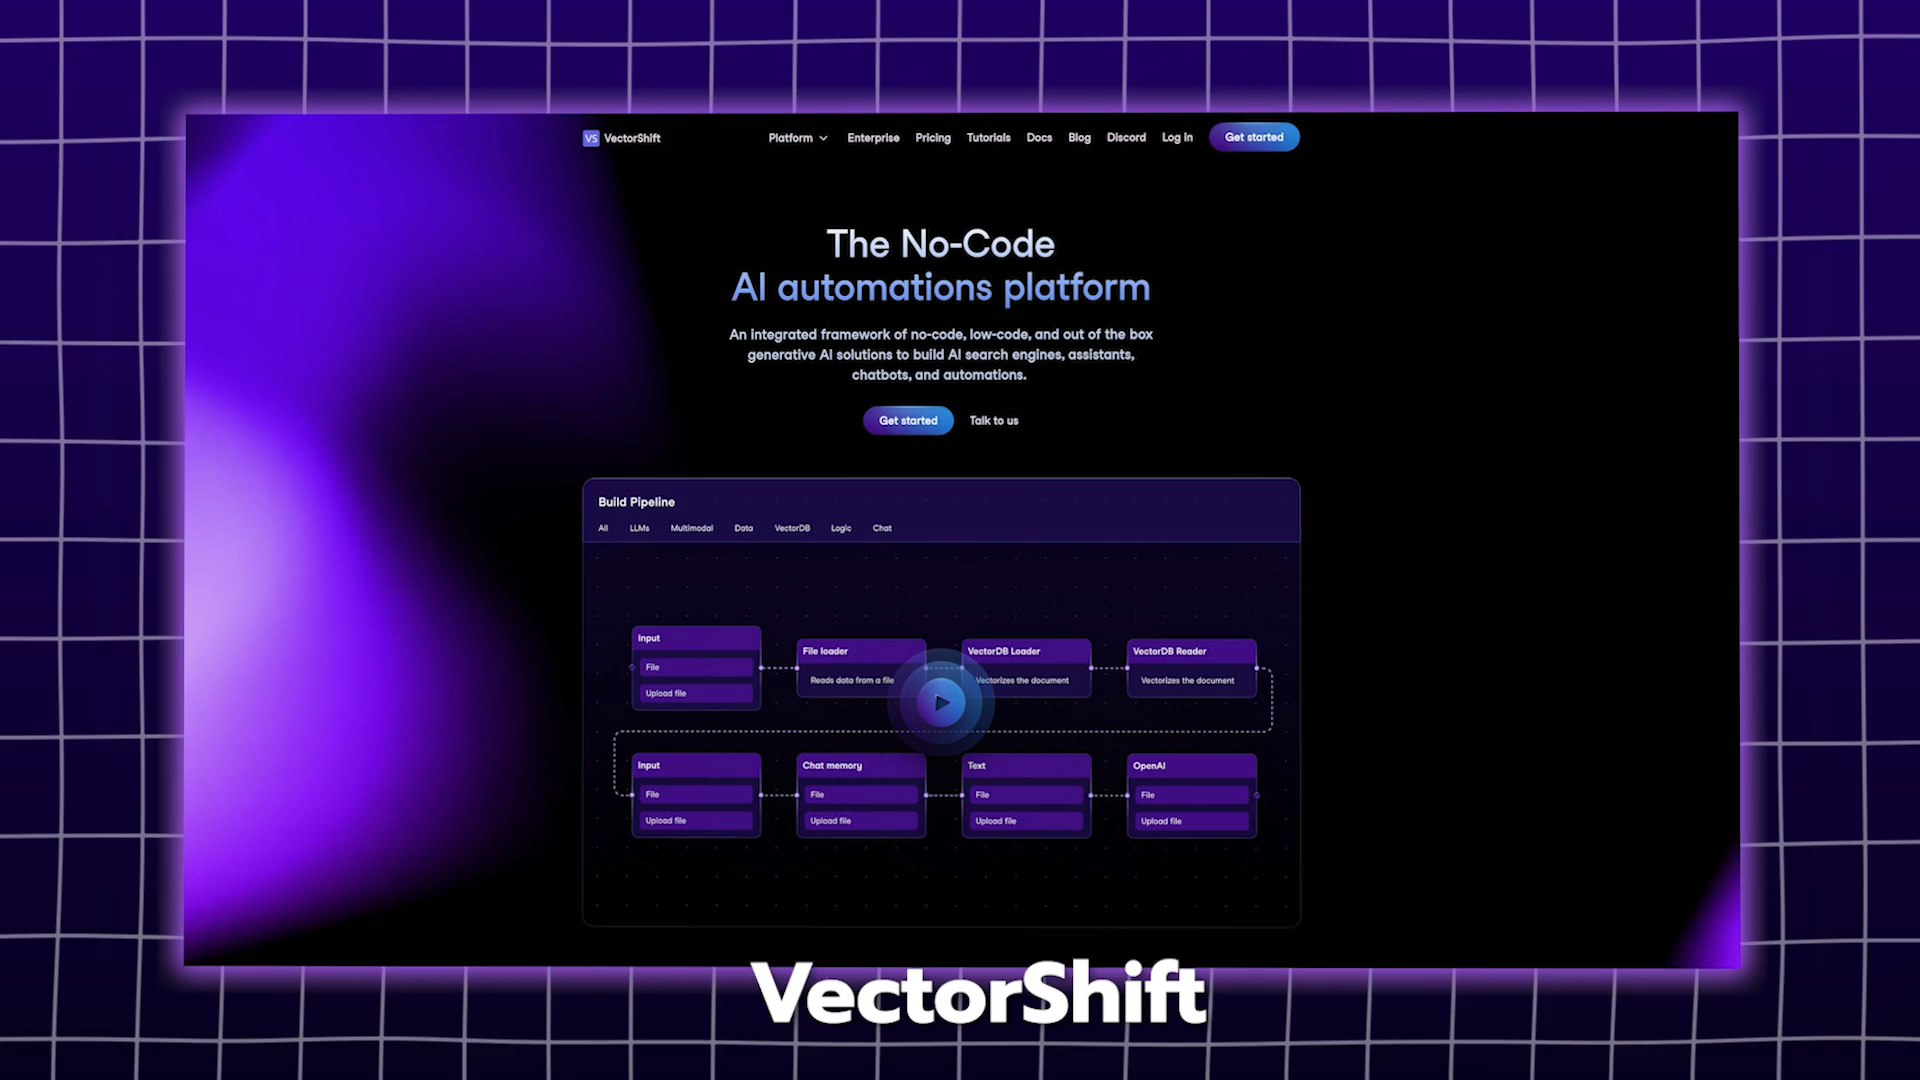 VS VectorShift
Platform Enterprise Pricing Tutorials Docs Blog Discord Log in Get started
The No-Code
AI automations platform
An integrated framework of no-code, low-code, and out of the box
generative AI solutions to build AI search engines, assistants,
chatbots, and automations.
Get started Talk to us
Build Pipeline
All LLMs Multimodal Data VectorDB Logic Chat
Input
File
Upload file
File loader
Reads data from a file
VectorDB Loader
Vectorizes the document
VectorDB Reader
Vectorizes the document
Input
File
Upload file
Chat memory
File
Upload file
Text
File
Upload file
OpenAI
File
Upload file
VectorShift